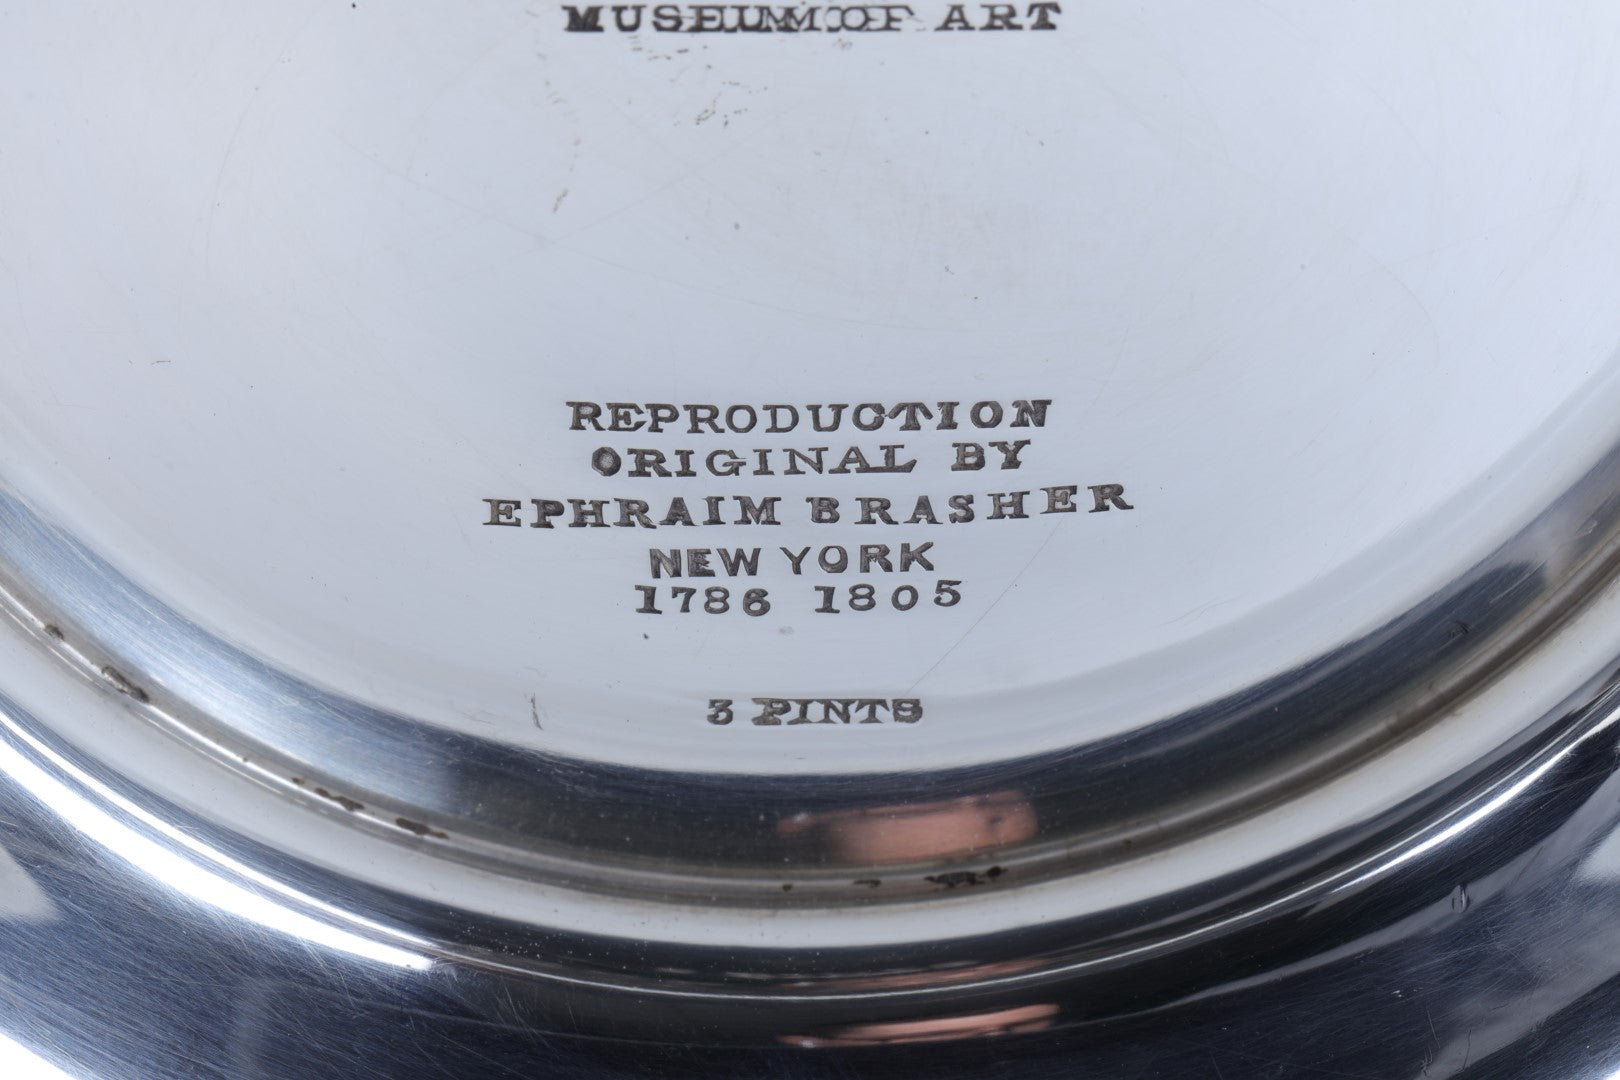 MUSEUM OF ART
REPRODUCTION
ORIGINAL BY
EPHRAIM BRASHER
NEW YORK
1786 1805
3 PINTS